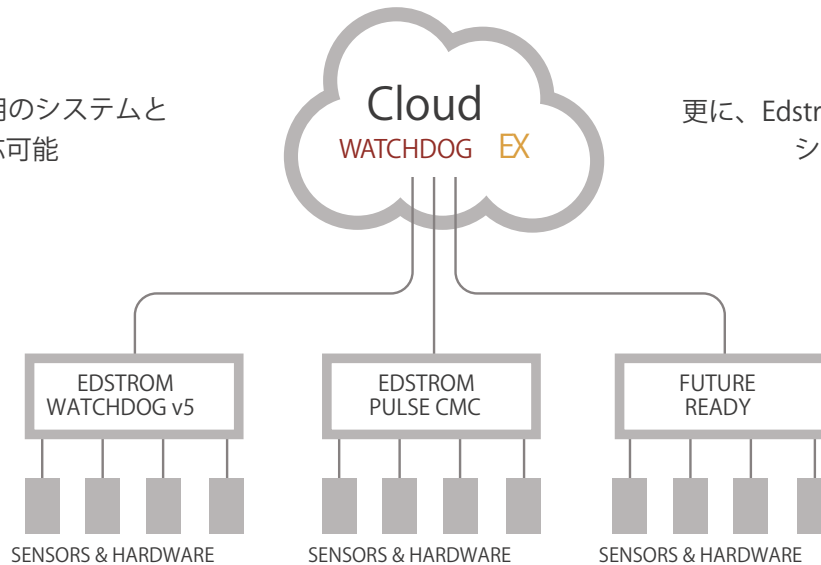 用のシステムと
可能
Cloud
WATCHDOG EX
更に、Edstr
シ
EDSTROM
WATCHDOG v5
EDSTROM
PULSE CMC
FUTURE
READY
SENSORS & HARDWARE
SENSORS & HARDWARE
SENSORS & HARDWARE